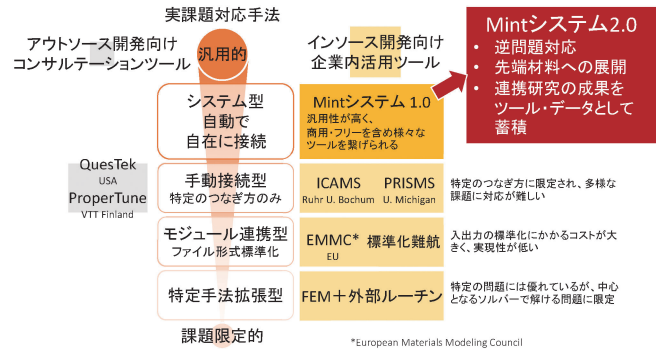 実課題対応手法
アウトソース開発向け
コンサルテーションツール
汎用的
インソース開発向け
企業内活用ツール
Mintシステム2.0
• 逆問題対応
• 先端材料への展開
• 連携研究の成果を
ツール・データとして
蓄積
システム型
自動で
自在に接続
Mintシステム 1.0
汎用性が高く、
商用・フリーを含め様々な
ツールを繋げられる
QuesTek
USA
ProperTune
VTT Finland
手動接続型
特定のつなぎ方のみ
ICAMS
Ruhr U. Bochum
PRISMS
U. Michigan
特定のつなぎ方に限定され、多様な
課題に対応が難しい
モジュール連携型
ファイル形式標準化
EMMC* 標準化難航
EU
入出力の標準化にかかるコストが大
きく、実現性が低い
特定手法拡張型
FEM＋外部ルーチン
特定の問題には優れているが、中心
となるソルバーで解ける問題に限定
課題限定的
*European Materials Modeling Council